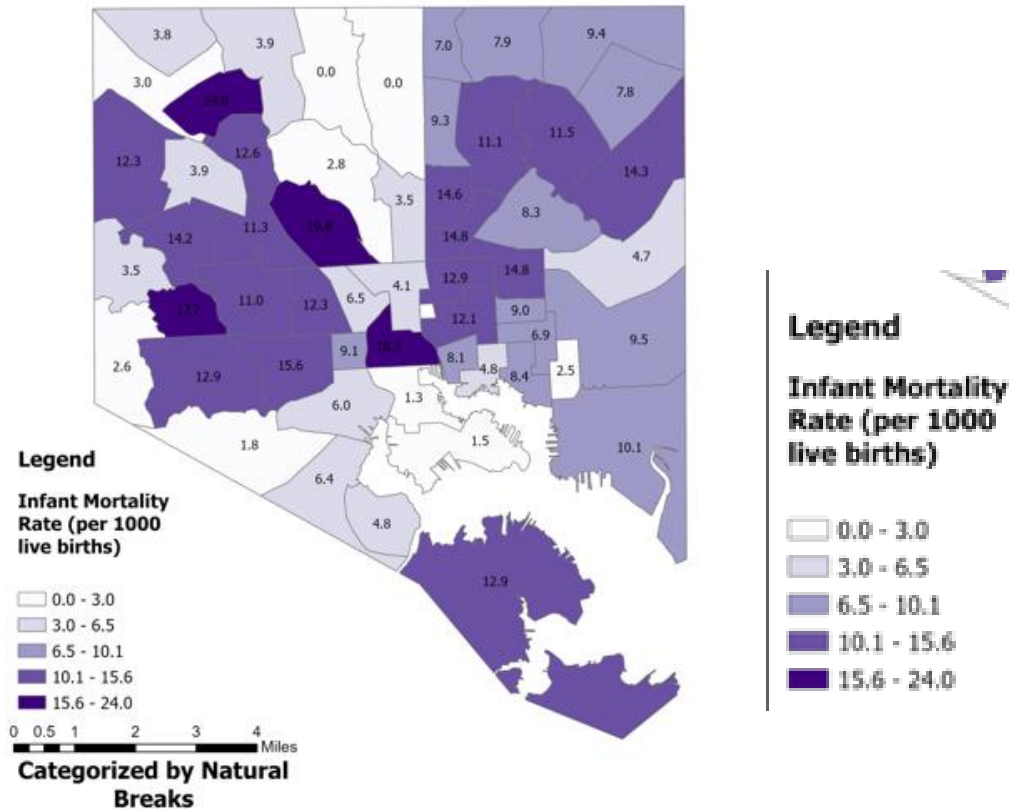 3.8
3.9
7.0
7.9
9.4
3.0
0.0
0.0
7.8
24.0
9.3
11.1
11.5
12.3
12.6
3.9
2.8
14.3
3.5
14.6
8.3
14.2
11.3
14.8
4.7
3.5
4.1
12.9
14.8
11.0
12.3
6.5
12.1
9.0
6.9
9.5
2.6
12.9
15.6
9.1
8.1
4.8
8.4
2.5
6.0
1.3
1.8
1.5
10.1
6.4
4.8
12.9
Legend
Infant Mortality
Rate (per 1000
live births)
0.0 - 3.0
3.0 - 6.5
6.5 - 10.1
10.1 - 15.6
15.6 - 24.0
0 0.5 1 2 3 4
Miles
Categorized by Natural
Breaks
Legend
Infant Mortality
Rate (per 1000
live births)
0.0 - 3.0
3.0 - 6.5
6.5 - 10.1
10.1 - 15.6
15.6 - 24.0